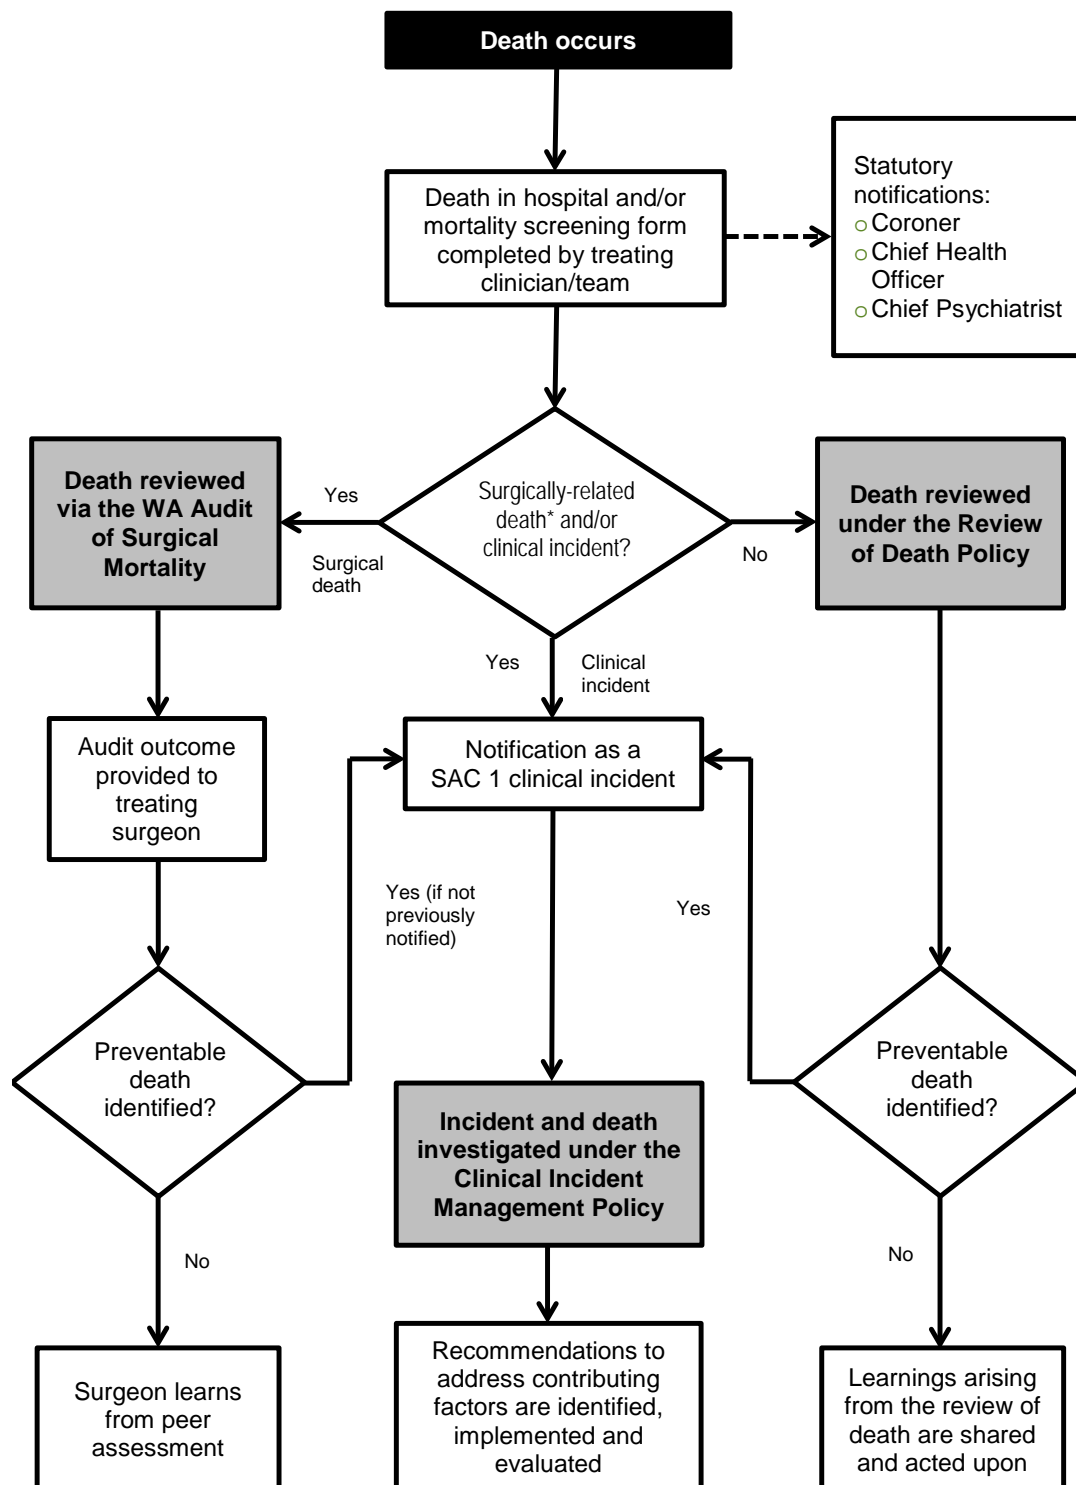 Death occurs
Death in hospital and/or
mortality screening form
completed by treating
clinician/team
Statutory
notifications:
o Coroner
o Chief Health
Officer
o Chief Psychiatrist
Surgically-related
death* and/or
clinical incident?
Yes
Surgical
death
No
Death reviewed
via the WA Audit
of Surgical
Mortality
Death reviewed
under the Review
of Death Policy
Yes
Clinical
incident
Audit outcome
provided to
treating
surgeon
Notification as a
SAC 1 clinical incident
Yes (if not
previously
notified)
Yes
Preventable
death
identified?
Incident and death
investigated under the
Clinical Incident
Management Policy
Preventable
death
identified?
No
No
Surgeon learns
from peer
assessment
Recommendations to
address contributing
factors are identified,
implemented and
evaluated
Learnings arising
from the review of
death are shared
and acted upon